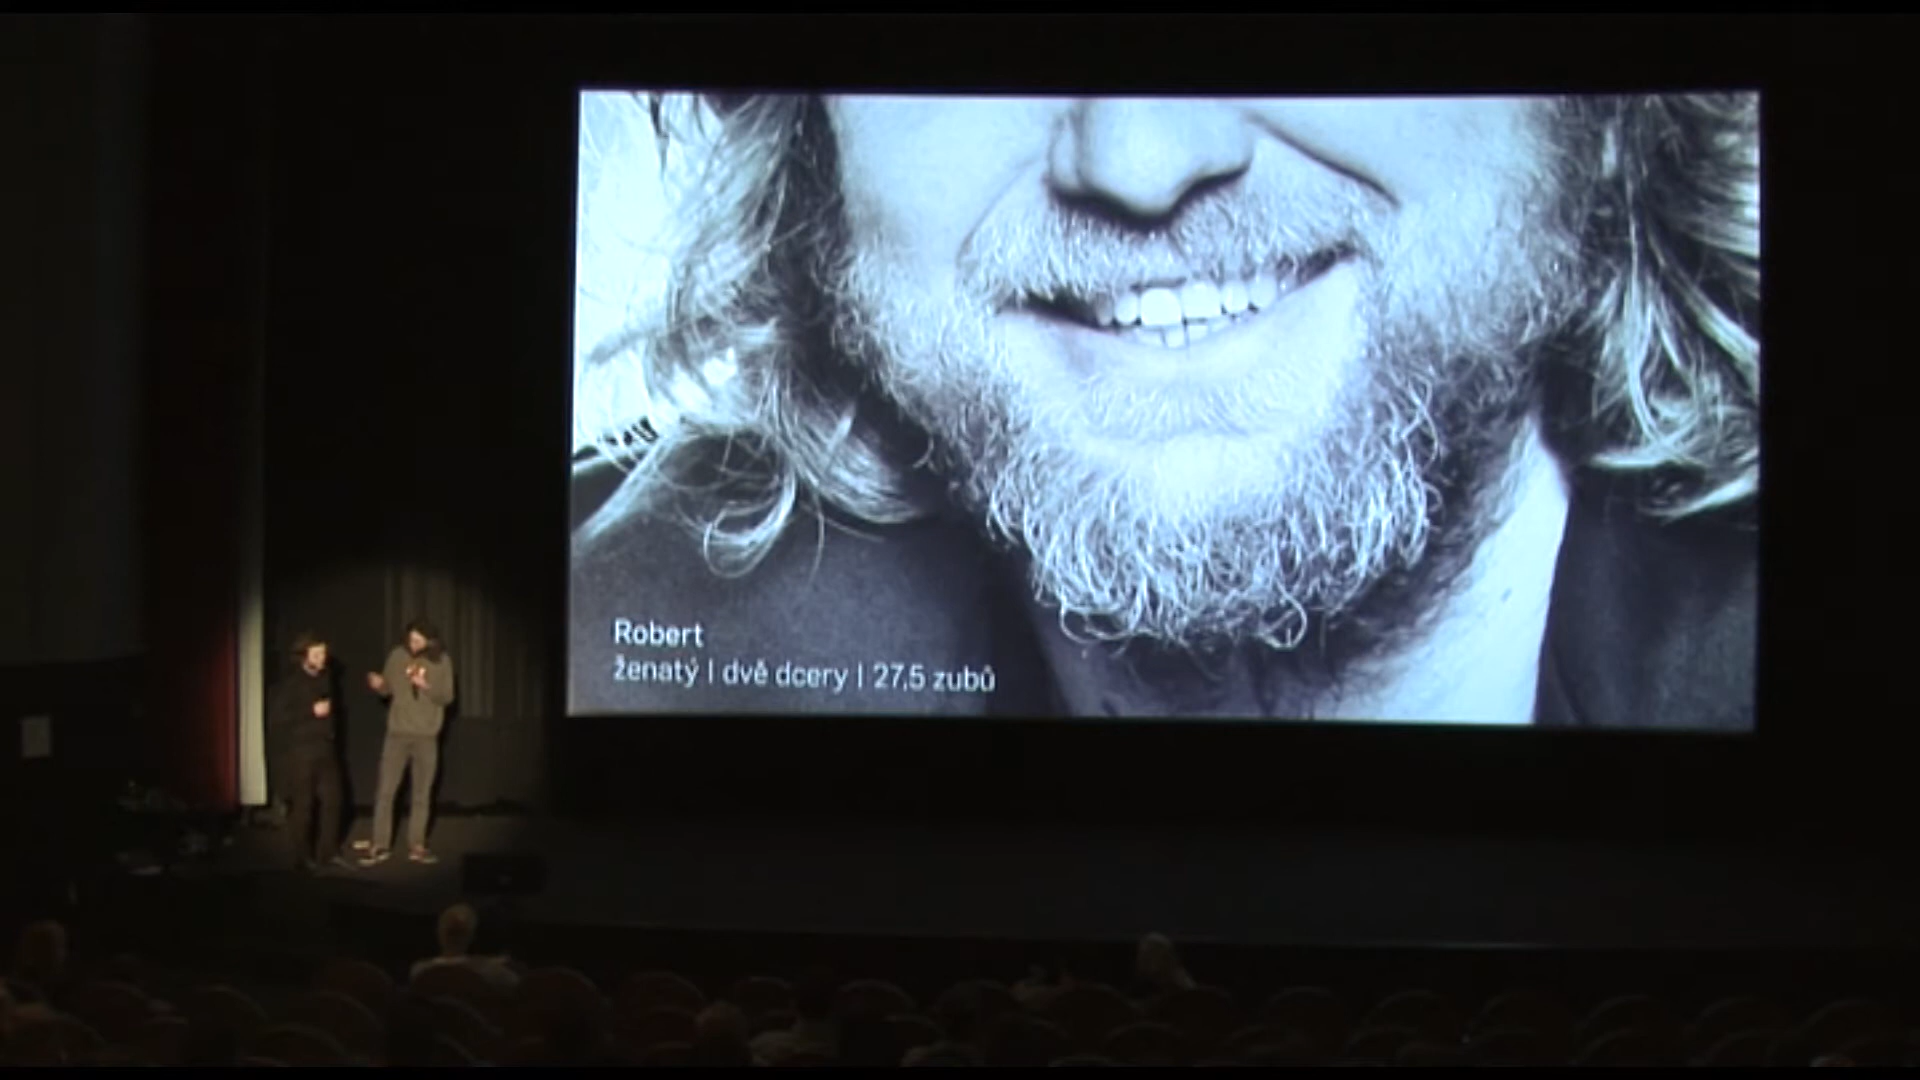 Robert
ženatý | dvě dcery | 27,5 zubů